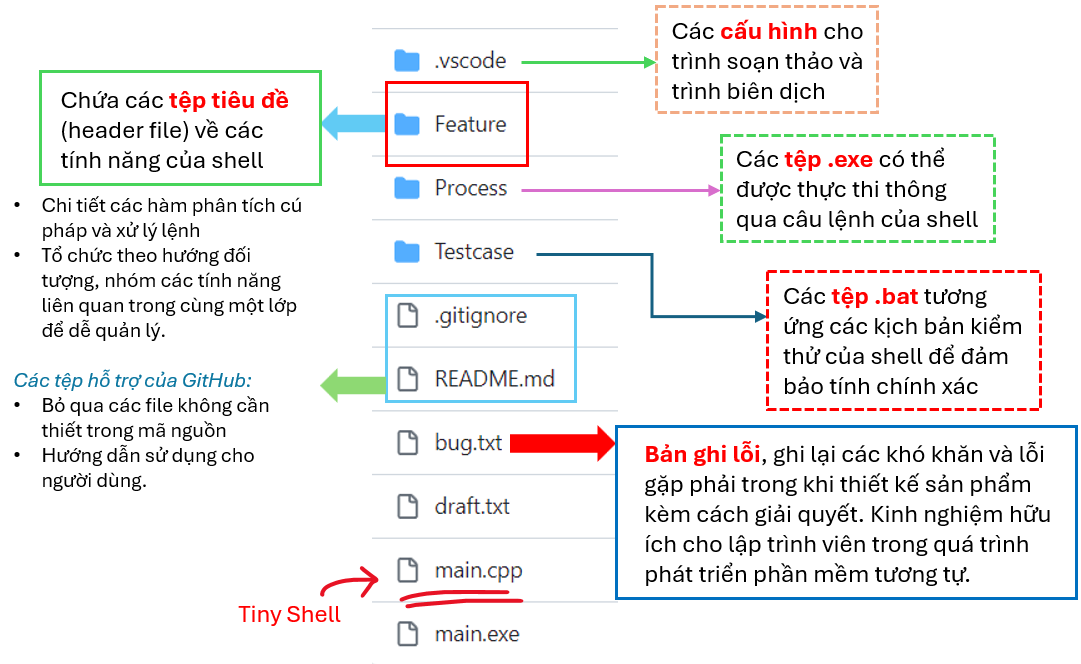 Các cấu hình cho
trình soạn thảo và
trình biên dịch
.vscode
Chứa các tệp tiêu đề
(header file) về các
tính năng của shell
Feature
Các tệp .exe có thể
được thực thi thông
qua câu lệnh của shell
Process
• Chi tiết các hàm phân tích cú
pháp và xử lý lệnh
• Tổ chức theo hướng đối
tượng, nhóm các tính năng
liên quan trong cùng một lớp
để dễ quản lý.
Testcase
Các tệp .bat tương
ứng các kịch bản kiểm
thử của shell để đảm
bảo tính chính xác
.gitignore
README.md
Các tệp hỗ trợ của GitHub:
• Bỏ qua các file không cần
thiết trong mã nguồn
• Hướng dẫn sử dụng cho
người dùng.
bug.txt
Bản ghi lỗi, ghi lại các khó khăn và lỗi
gặp phải trong khi thiết kế sản phẩm
kèm cách giải quyết. Kinh nghiệm hữu
ích cho lập trình viên trong quá trình
phát triển phần mềm tương tự.
draft.txt
main.cpp
Tiny Shell
main.exe